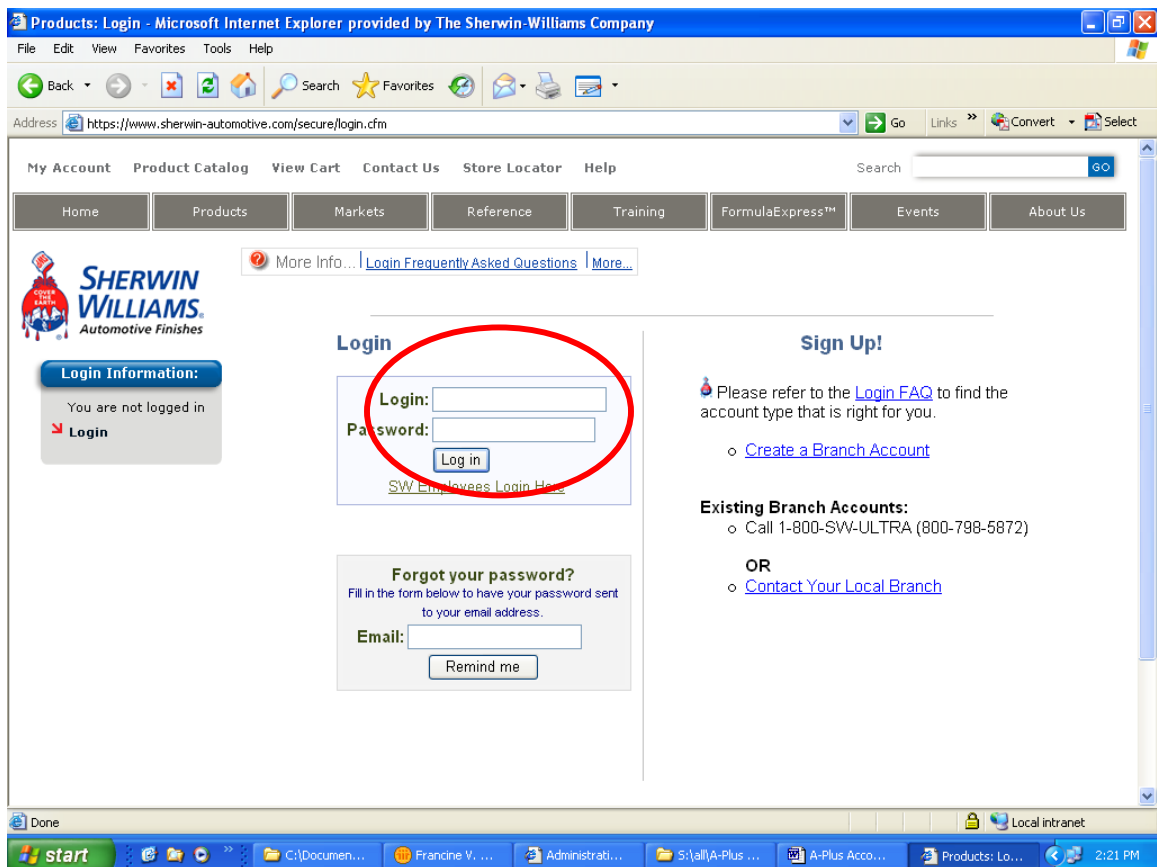 Products: Login - Microsoft Internet Explorer provided by The Sherwin-Williams Company
File Edit View Favorites Tools Help
Back Search Favorites
Address https://www.sherwin-automotive.com/secure/login.cfm Go Links » Convert Select
My Account Product Catalog View Cart Contact Us Store Locator Help Search GO
Home Products Markets Reference Training FormulaExpress™ Events About Us
More Info... Login Frequently Asked Questions More...
COVER THE EARTH
SHERWIN
WILLIAMS.
Automotive Finishes
Login Information:
You are not logged in
Login
Login
Login:
Password:
Log in
SW Employees Login Here
Forgot your password?
Fill in the form below to have your password sent
to your email address.
Email:
Remind me
Sign Up!
Please refer to the Login FAQ to find the
account type that is right for you.
Create a Branch Account
Existing Branch Accounts:
Call 1-800-SW-ULTRA (800-798-5872)
OR
Contact Your Local Branch
Done Local intranet
start » C:\Documen... Francine V. ... Administrati... S:\all\A-Plus ... A-Plus Acco... Products: Lo... 2:21 PM